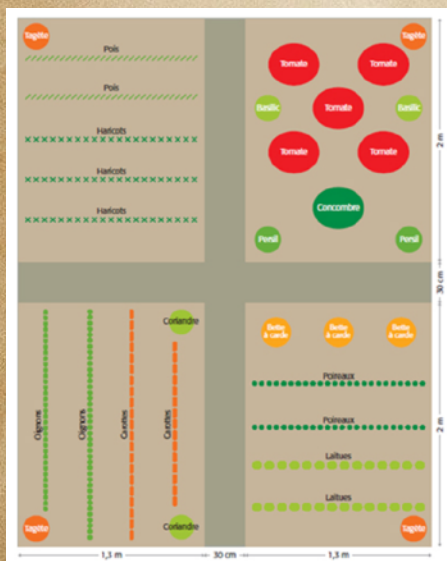 Tagète
Pois
Pois
Haricots
Haricots
Haricots
Tagète
Tomate
Tomate
Basilic
Tomate
Basilic
Tomate
Tomate
Concombre
Persil
Persil
2 m
30 cm
Coriandre
Oignons
Oignons
Carottes
Carottes
Tagète
Coriandre
Bette
à carde
Bette
à carde
Bette
à carde
Poireaux
Poireaux
Laitues
Laitues
Tagète
2 m
1,3 m
30 cm
1,3 m